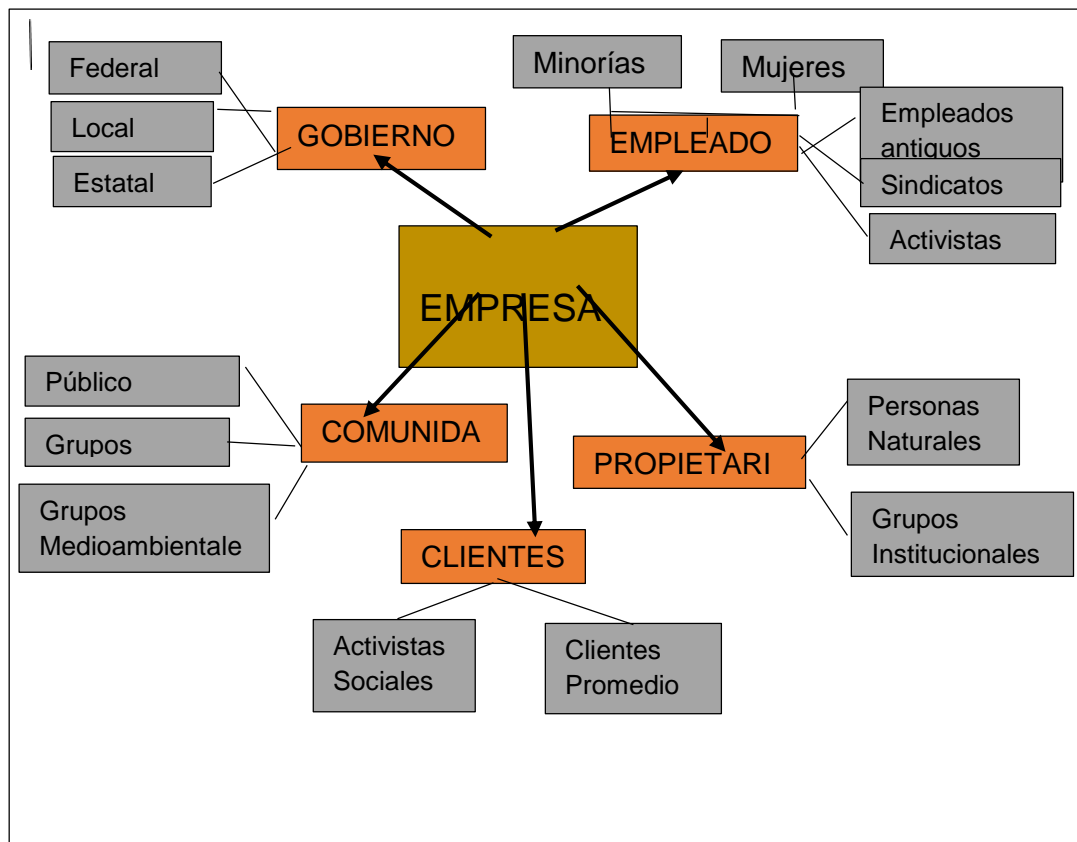 Federal
Local
Estatal
GOBIERNO
Minorías
Mujeres
EMPLEADO
Empleados
antiguos
Sindicatos
Activistas
EMPRESA
Público
Grupos
Grupos
Medioambientale
COMUNIDA
PROPIETARI
Personas
Naturales
Grupos
Institucionales
CLIENTES
Activistas
Sociales
Clientes
Promedio